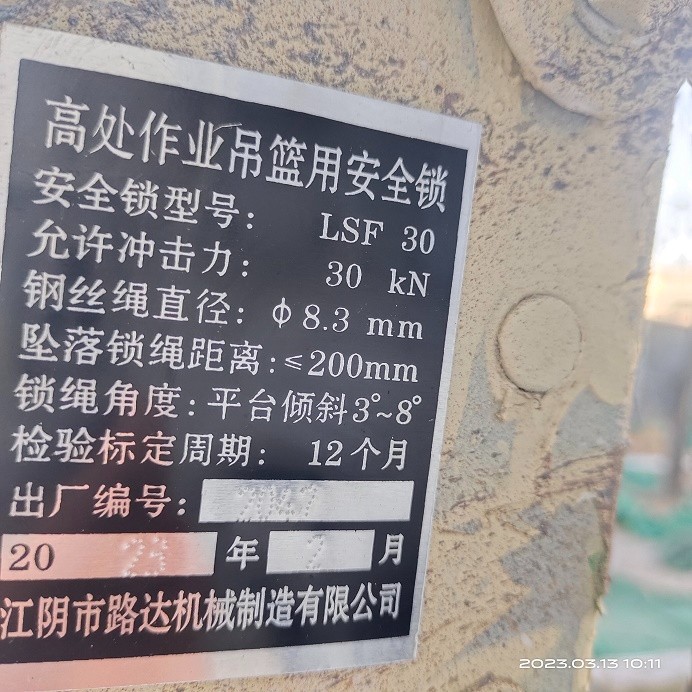 高处作业吊篮用安全锁
安全锁型号: LSF 30
允许冲击力: 30 kN
钢丝绳直径: φ8.3 mm
坠落锁绳距离:≤200mm
锁绳角度:平台倾斜3°~8°
检验标定周期: 12个月
出厂编号:
20 23 年 2 月
江阴市路达机械制造有限公司
2023.03.13 10:11